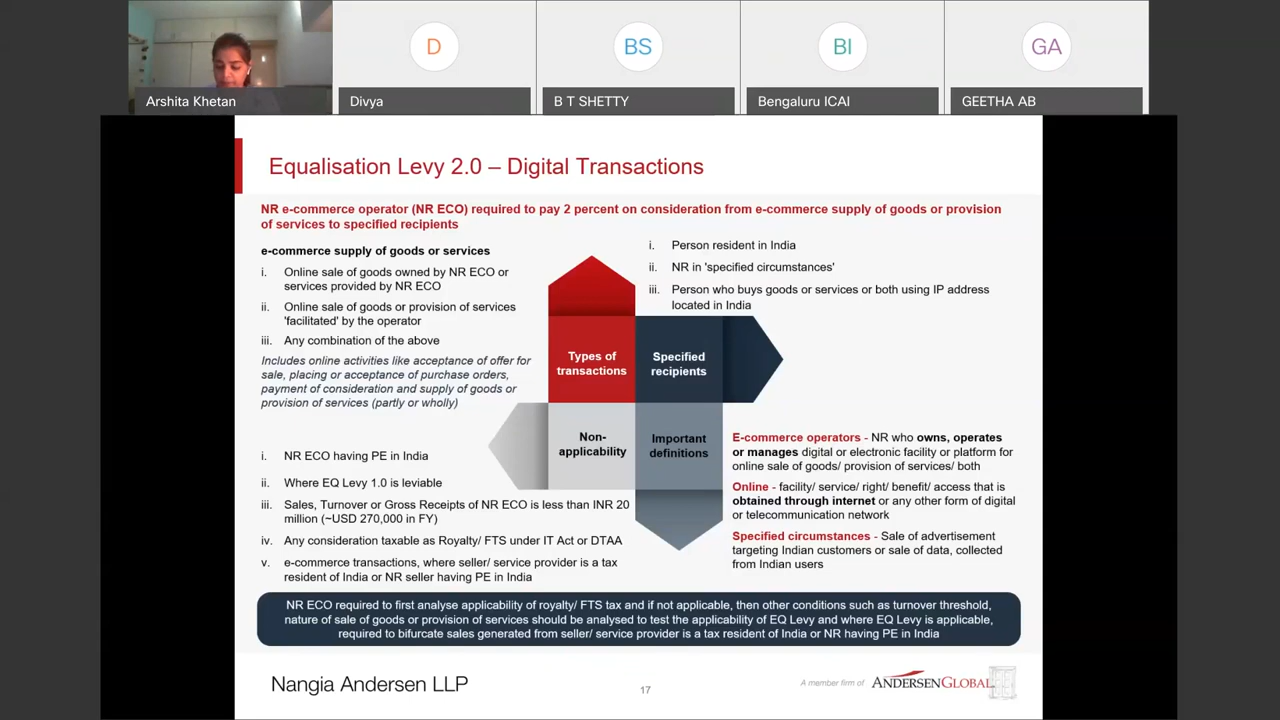 D
BS
BI
GA
Arshita Khetan
Divya
B T SHETTY
Bengaluru ICAI
GEETHA AB
Equalisation Levy 2.0 – Digital Transactions
NR e-commerce operator (NR ECO) required to pay 2 percent on consideration from e-commerce supply of goods or provision
of services to specified recipients
e-commerce supply of goods or services
i. Online sale of goods owned by NR ECO or
services provided by NR ECO
ii. Online sale of goods or provision of services
'facilitated' by the operator
iii. Any combination of the above
Includes online activities like acceptance of offer for
sale, placing or acceptance of purchase orders,
payment of consideration and supply of goods or
provision of services (partly or wholly)
i. Person resident in India
ii. NR in 'specified circumstances'
iii. Person who buys goods or services or both using IP address
located in India
Types of
transactions
Specified
recipients
Non-
applicability
Important
definitions
i. NR ECO having PE in India
ii. Where EQ Levy 1.0 is leviable
iii. Sales, Turnover or Gross Receipts of NR ECO is less than INR 20
million (~USD 270,000 in FY)
iv. Any consideration taxable as Royalty/ FTS under IT Act or DTAA
v. e-commerce transactions, where seller/ service provider is a tax
resident of India or NR seller having PE in India
E-commerce operators - NR who owns, operates
or manages digital or electronic facility or platform for
online sale of goods/ provision of services/ both
Online - facility/ service/ right/ benefit/ access that is
obtained through internet or any other form of digital
or telecommunication network
Specified circumstances - Sale of advertisement
targeting Indian customers or sale of data, collected
from Indian users
NR ECO required to first analyse applicability of royalty/ FTS tax and if not applicable, then other conditions such as turnover threshold,
nature of sale of goods or provision of services should be analysed to test the applicability of EQ Levy and where EQ Levy is applicable,
required to bifurcate sales generated from seller/ service provider is a tax resident of India or NR having PE in India
Nangia Andersen LLP
17
A member firm of
ANDERSEN GLOBAL